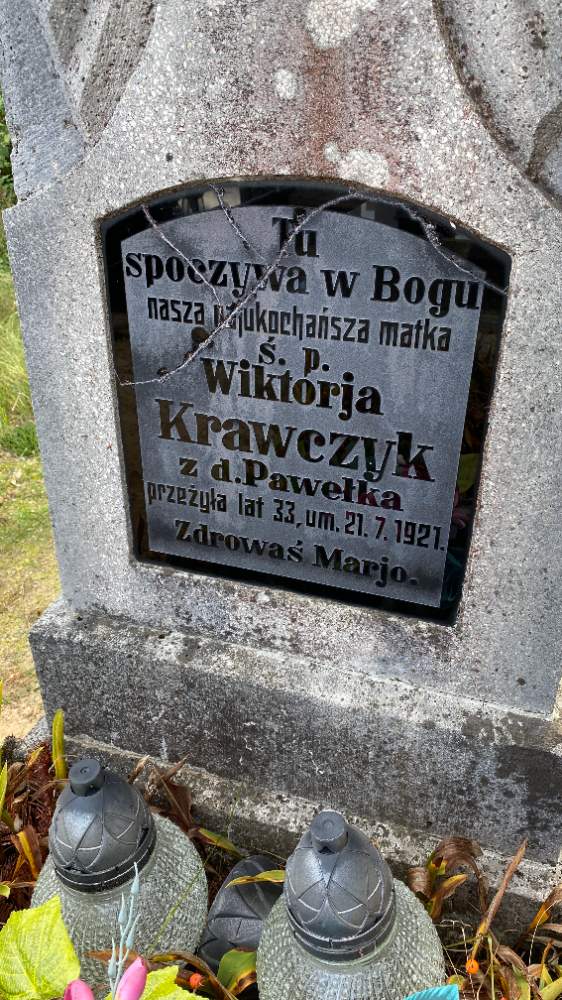 Tu
spoczywa w Bogu
nasza najukochańsza matka
ś. p.
Wiktorja
Krawczyk
z d. Pawełka
przeżyła lat 33, um. 21. 7. 1921.
Zdrowaś Marjo.